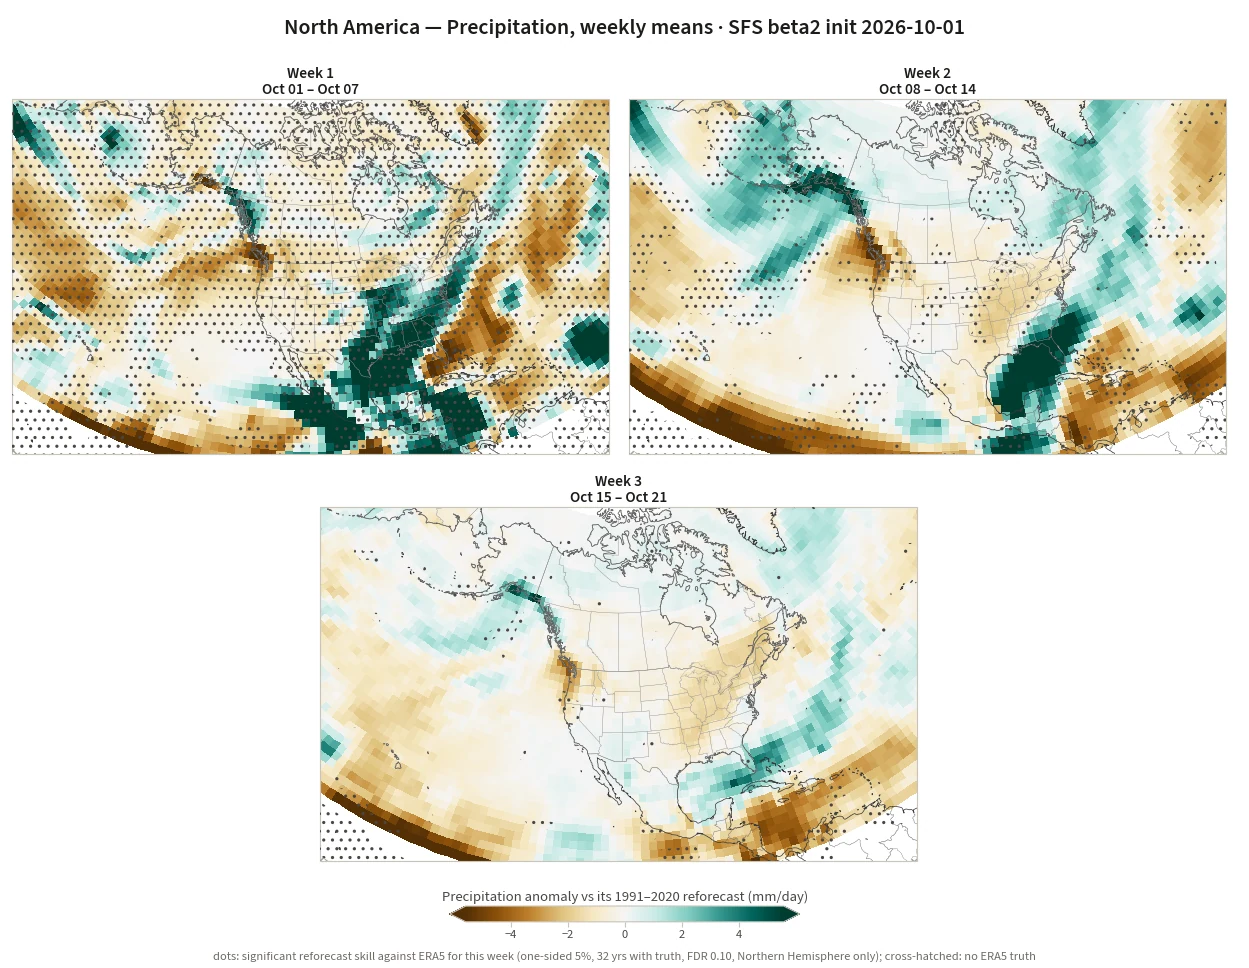 North America — Precipitation, weekly means · SFS beta2 init 2026-10-01
Week 1
Oct 01 – Oct 07
Week 2
Oct 08 – Oct 14
Week 3
Oct 15 – Oct 21
Precipitation anomaly vs its 1991–2020 reforecast (mm/day)
−4 −2 0 2 4
dots: significant reforecast skill against ERA5 for this week (one-sided 5%, 32 yrs with truth, FDR 0.10, Northern Hemisphere only); cross-hatched: no ERA5 truth